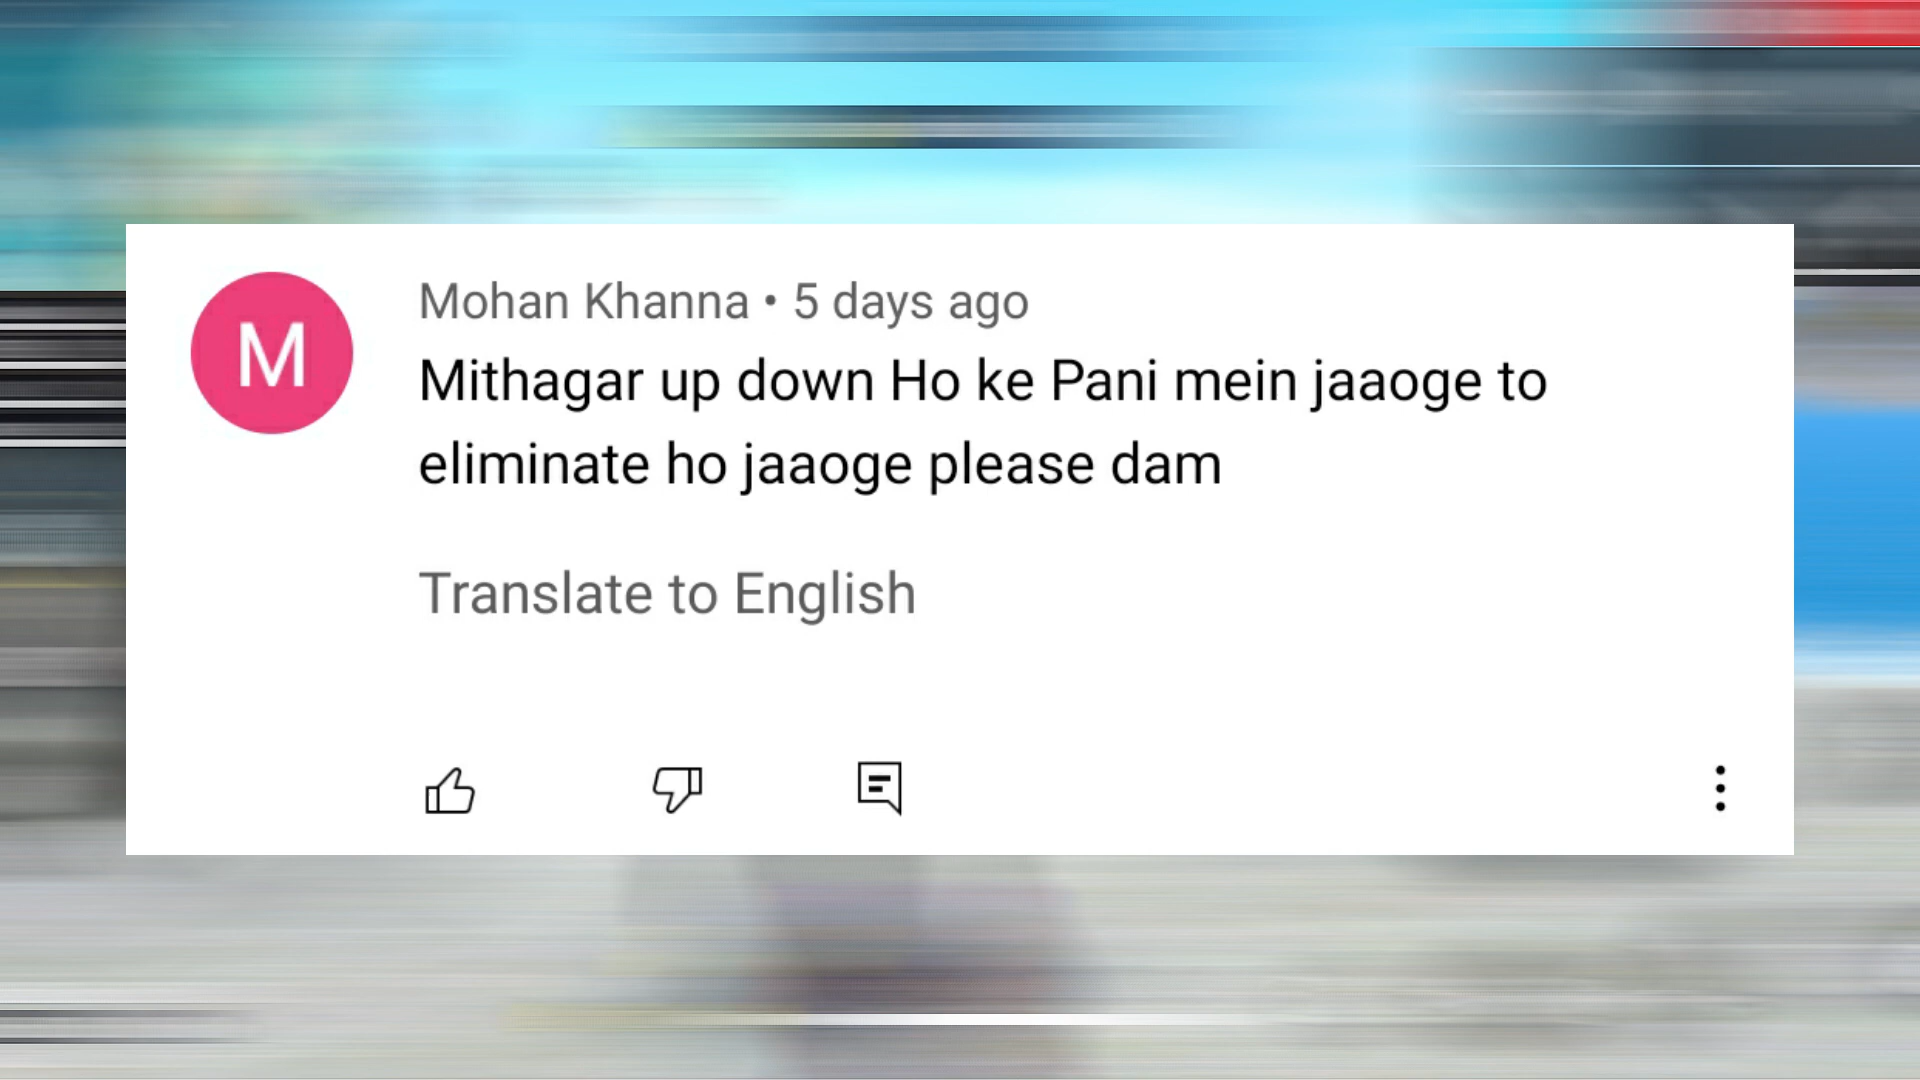 M
Mohan Khanna • 5 days ago
Mithagar up down Ho ke Pani mein jaaoge to
eliminate ho jaaoge please dam
Translate to English